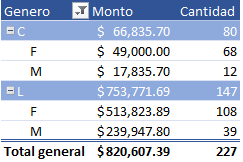 Genero Monto Cantidad
C $ 66,835.70 80
F $ 49,000.00 68
M $ 17,835.70 12
L $753,771.69 147
F $513,823.89 108
M $239,947.80 39
Total general $820,607.39 227